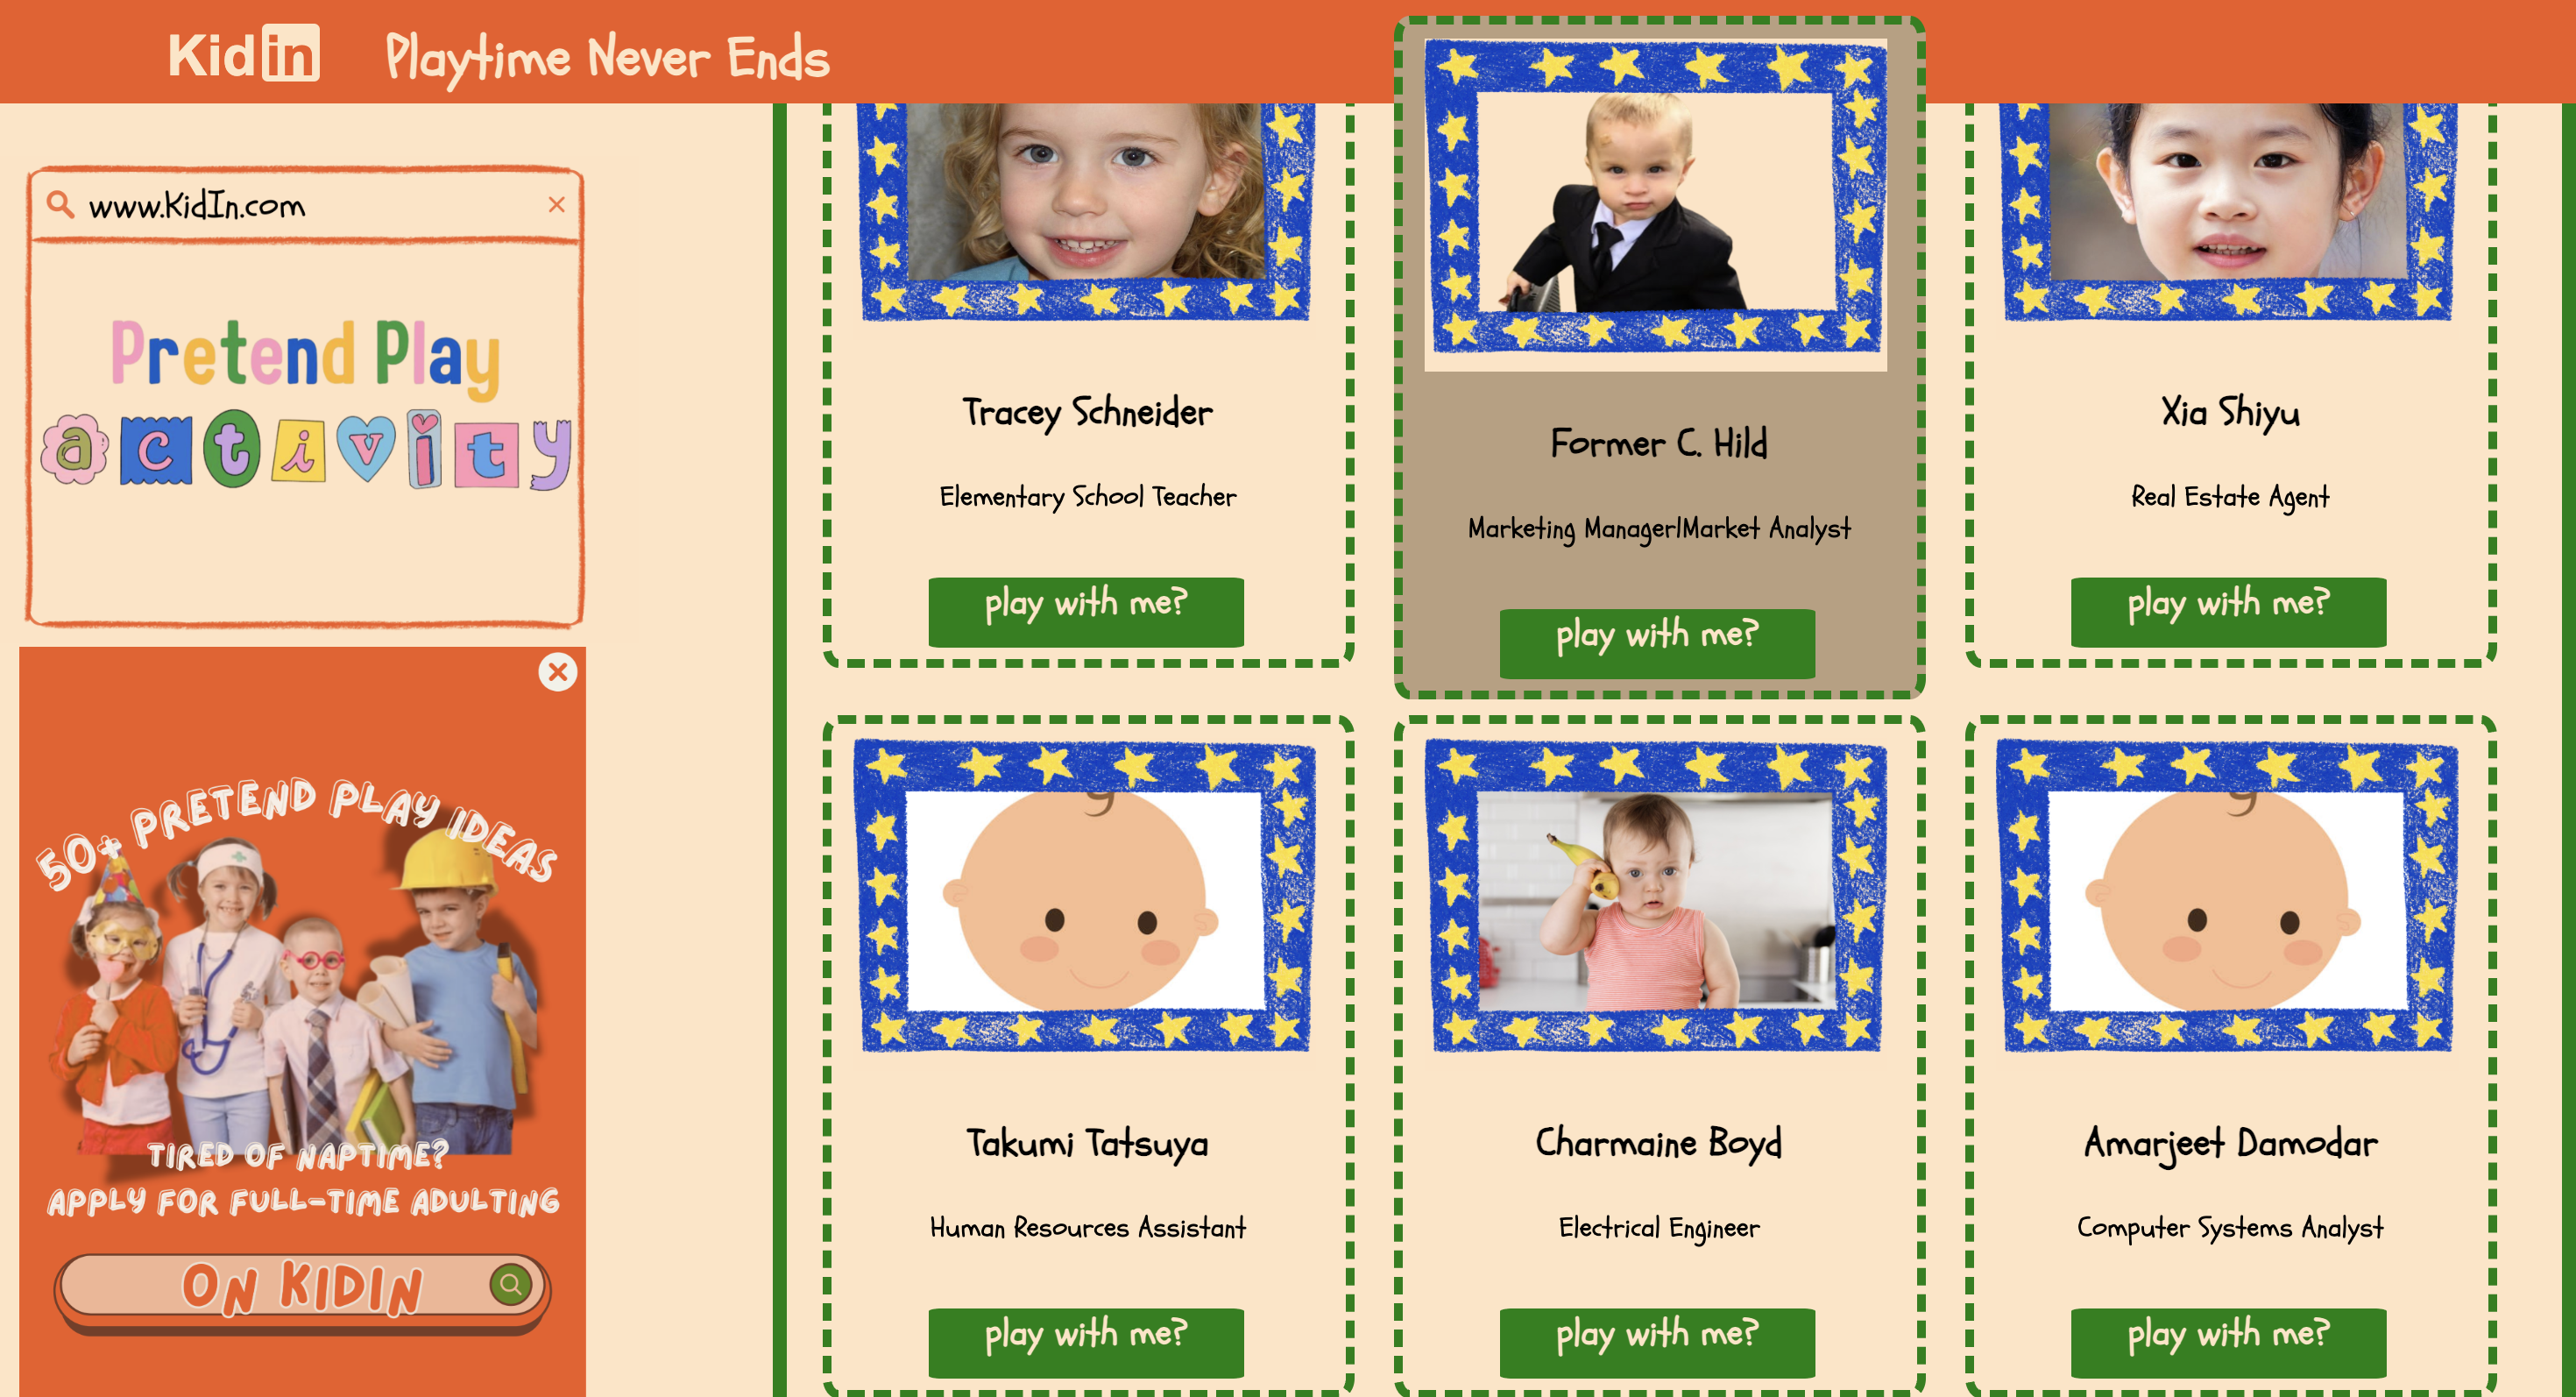 Kidin
Playtime Never Ends
www.KidIn.com
Pretend Play
activity
50+ PRETEND PLAY IDEAS
TIRED OF NAPTIME?
APPLY FOR FULL-TIME ADULTING
ON KIDIN
Tracey Schneider
Elementary School Teacher
play with me?
Former C. Hild
Marketing Manager|Market Analyst
play with me?
Xia Shiyu
Real Estate Agent
play with me?
Takumi Tatsuya
Human Resources Assistant
play with me?
Charmaine Boyd
Electrical Engineer
play with me?
Amarjeet Damodar
Computer Systems Analyst
play with me?